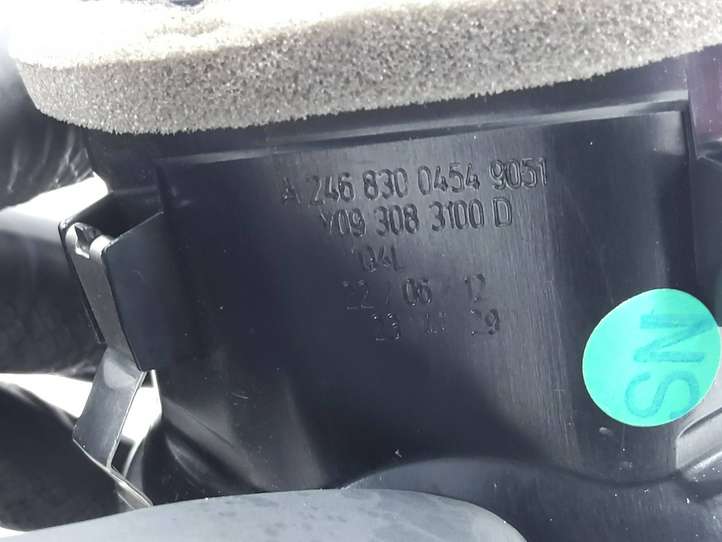 A 246 830 0454 9051
Y09 308 3100 D
22 / 06 / 12
NS